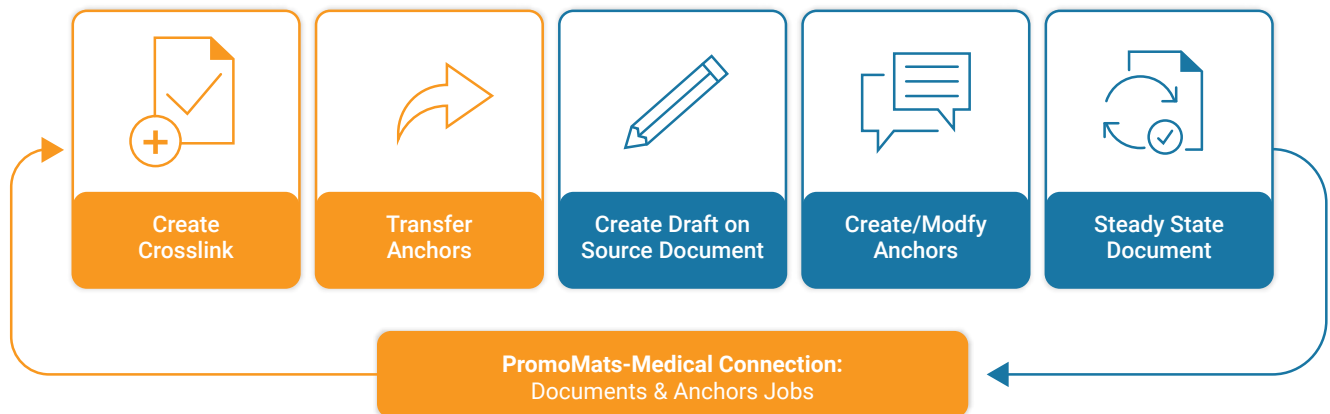 Create
Crosslink
Transfer
Anchors
Create Draft on
Source Document
Create/Modfy
Anchors
Steady State
Document
PromoMats-Medical Connection:
Documents & Anchors Jobs